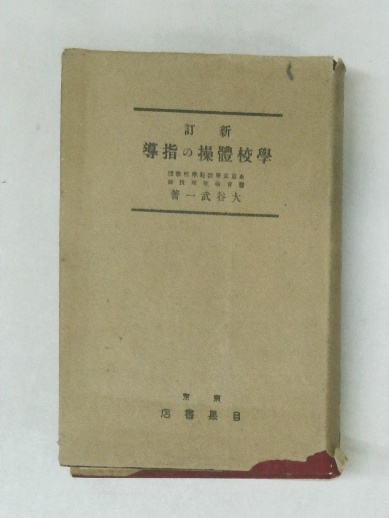 新訂
學校體操の指導
大谷武一著
東京
目黒書店